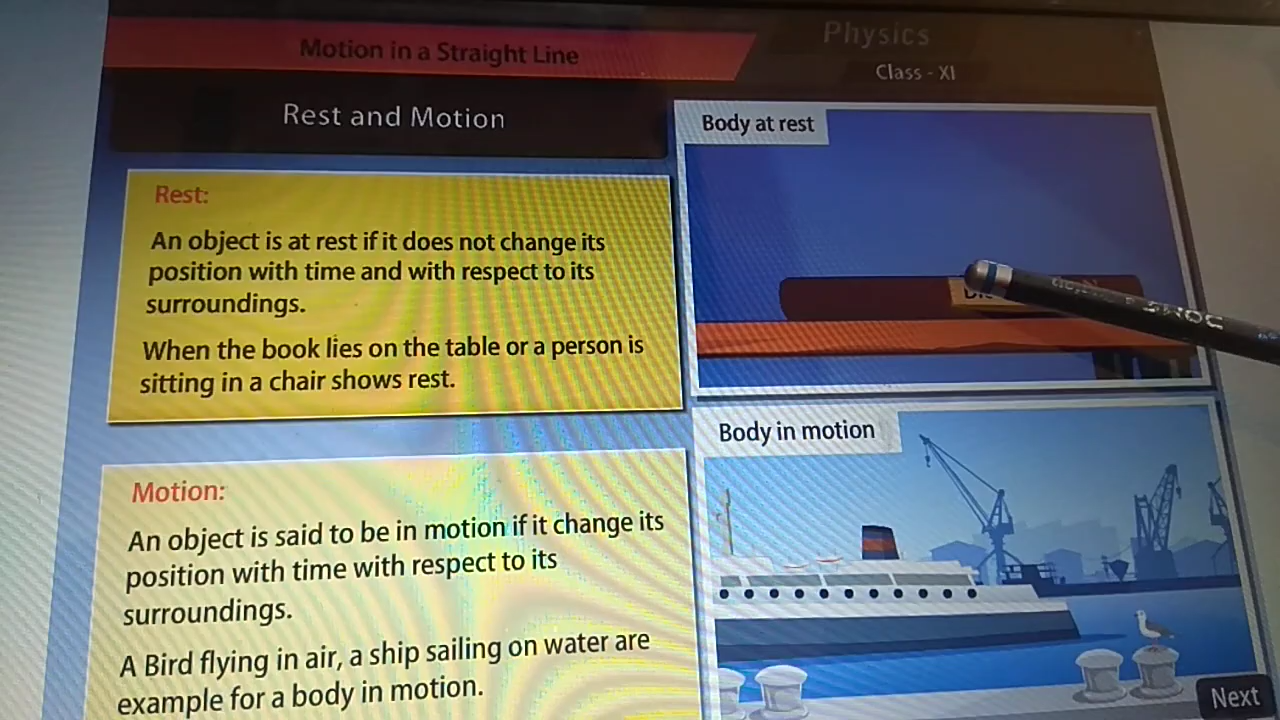 Motion in a Straight Line
Physics
Class - XI
Rest and Motion
Body at rest
Rest:
An object is at rest if it does not change its
position with time and with respect to its
surroundings.
When the book lies on the table or a person is
sitting in a chair shows rest.
Body in motion
Motion:
An object is said to be in motion if it change its
position with time with respect to its
surroundings.
A Bird flying in air, a ship sailing on water are
example for a body in motion.
Next